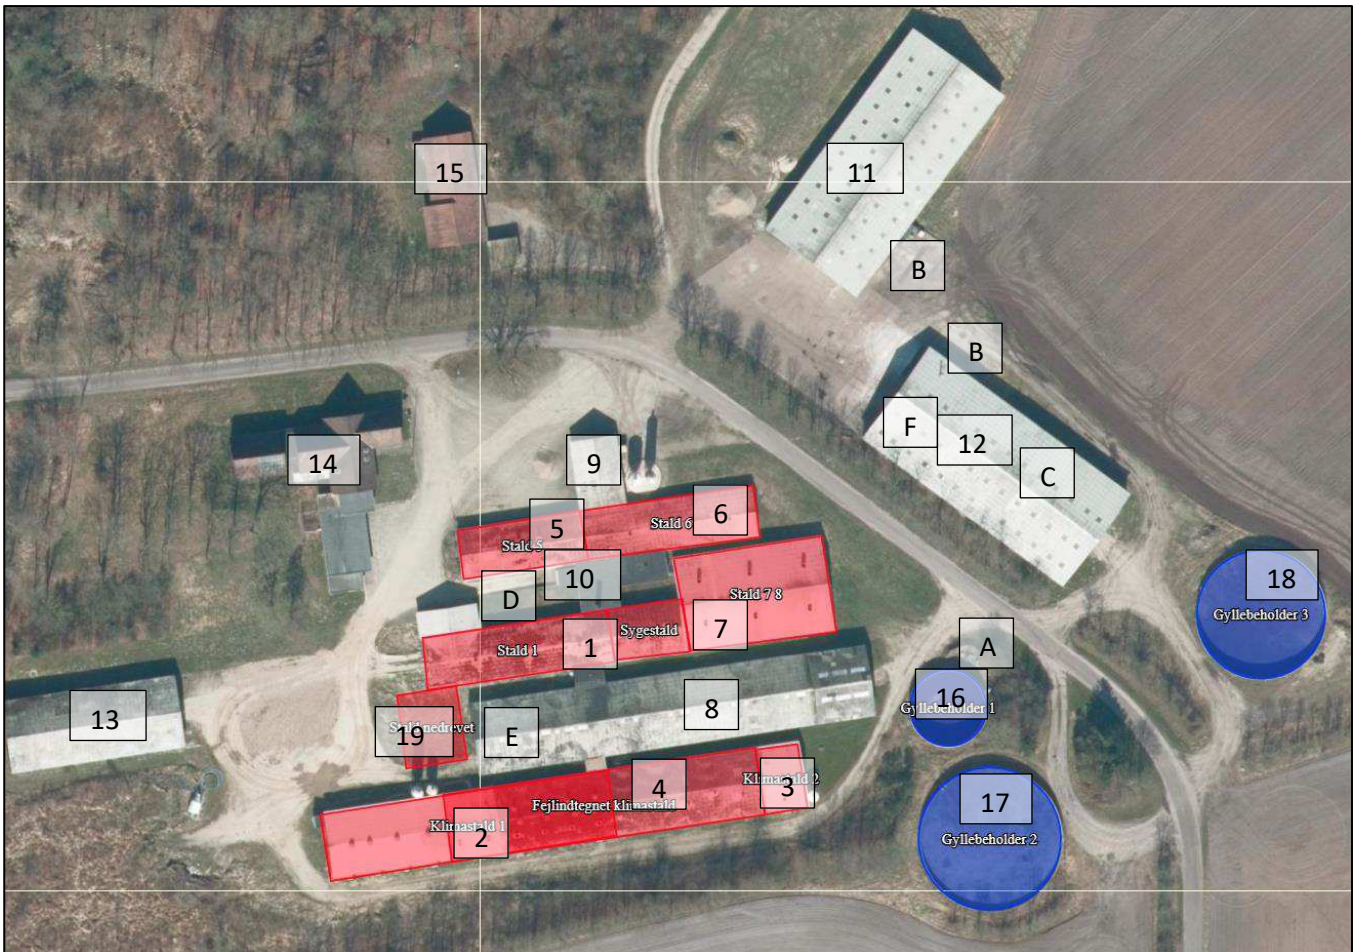 15
11
B
B
F
12
C
14
9
5
Stald 5
Stald 6
6
10
D
Stald 7 8
18
Gyllebeholder 3
Stald 1
1
Sygestald
7
A
16
Gyllebeholder 1
13
Stald nedrevet
19
E
8
Klimastald 2
3
4
Fejlindtegnet klimastald
Klimastald 1
2
17
Gyllebeholder 2